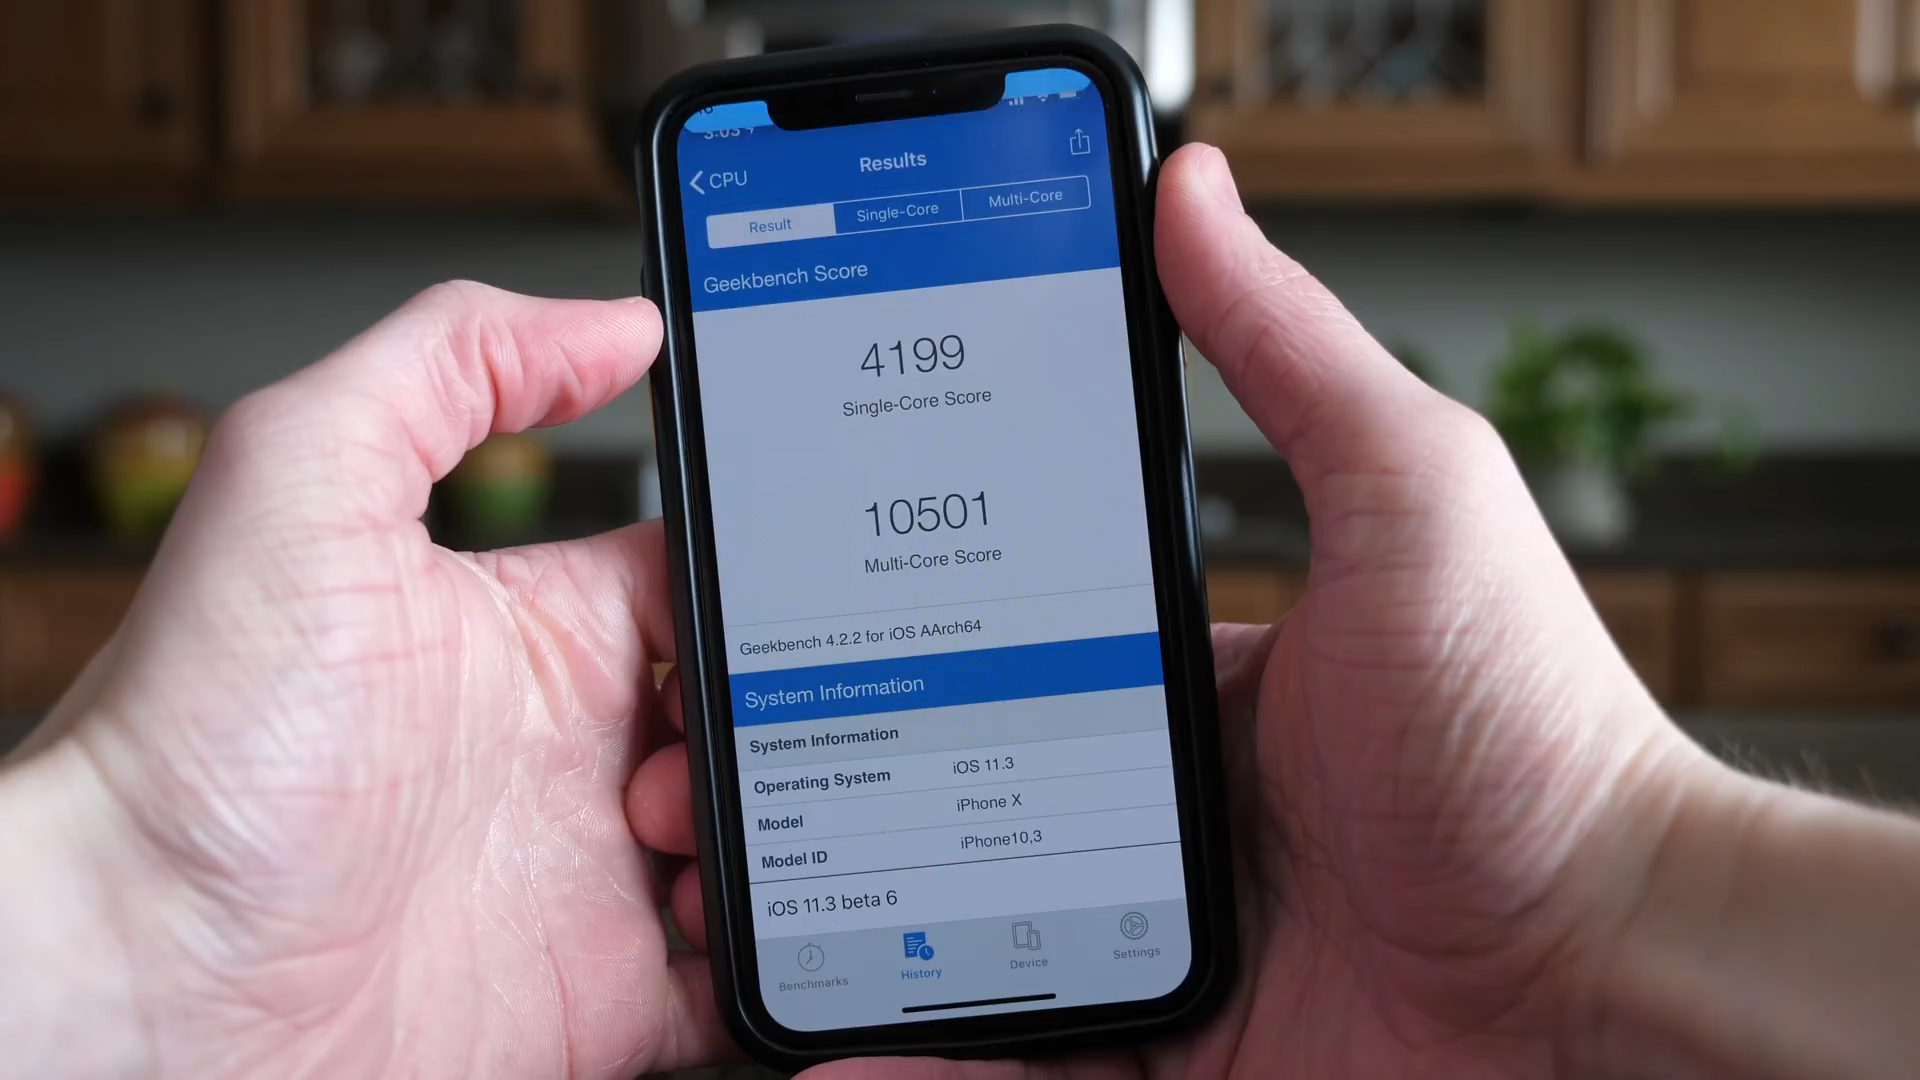 3:03
CPU
Results
Result
Single-Core
Multi-Core
Geekbench Score
4199
Single-Core Score
10501
Multi-Core Score
Geekbench 4.2.2 for iOS AArch64
System Information
System Information
Operating System iOS 11.3
Model iPhone X
Model ID iPhone10,3
iOS 11.3 beta 6
Benchmarks
History
Device
Settings